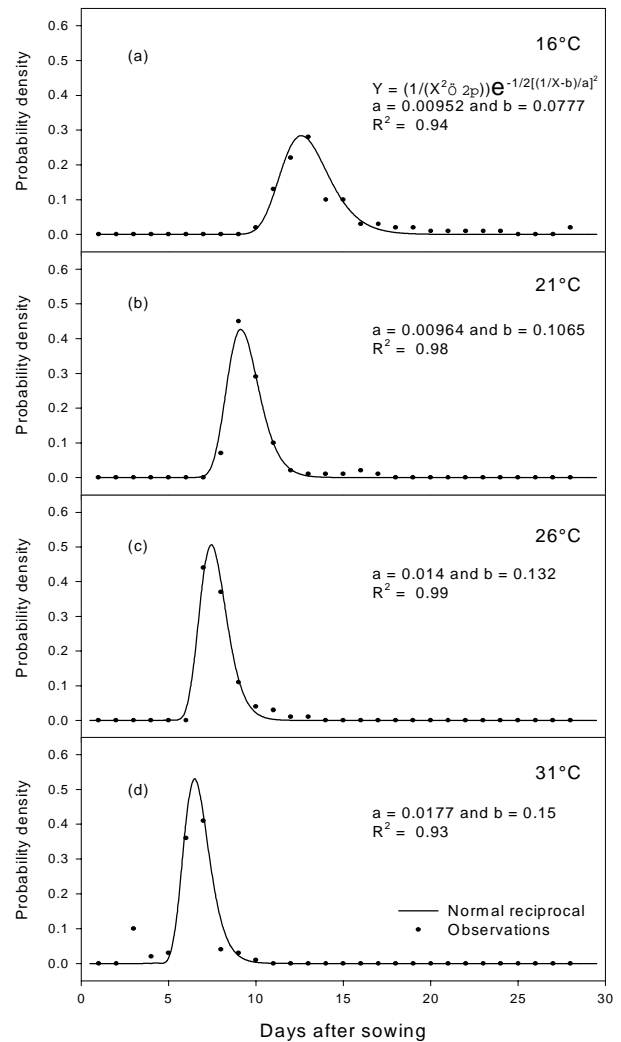 (a)
16°C
Y = (1/(X²Ö 2p))e^-1/2[(1/X-b)/a]²
a = 0.00952 and b = 0.0777
R² = 0.94
Probability density
0.6
0.5
0.4
0.3
0.2
0.1
0.0
(b)
21°C
a = 0.00964 and b = 0.1065
R² = 0.98
Probability density
0.6
0.5
0.4
0.3
0.2
0.1
0.0
(c)
26°C
a = 0.014 and b = 0.132
R² = 0.99
Probability density
0.6
0.5
0.4
0.3
0.2
0.1
0.0
(d)
31°C
a = 0.0177 and b = 0.15
R² = 0.93
Probability density
0.6
0.5
0.4
0.3
0.2
0.1
0.0
Normal reciprocal
Observations
0 5 10 15 20 25 30
Days after sowing